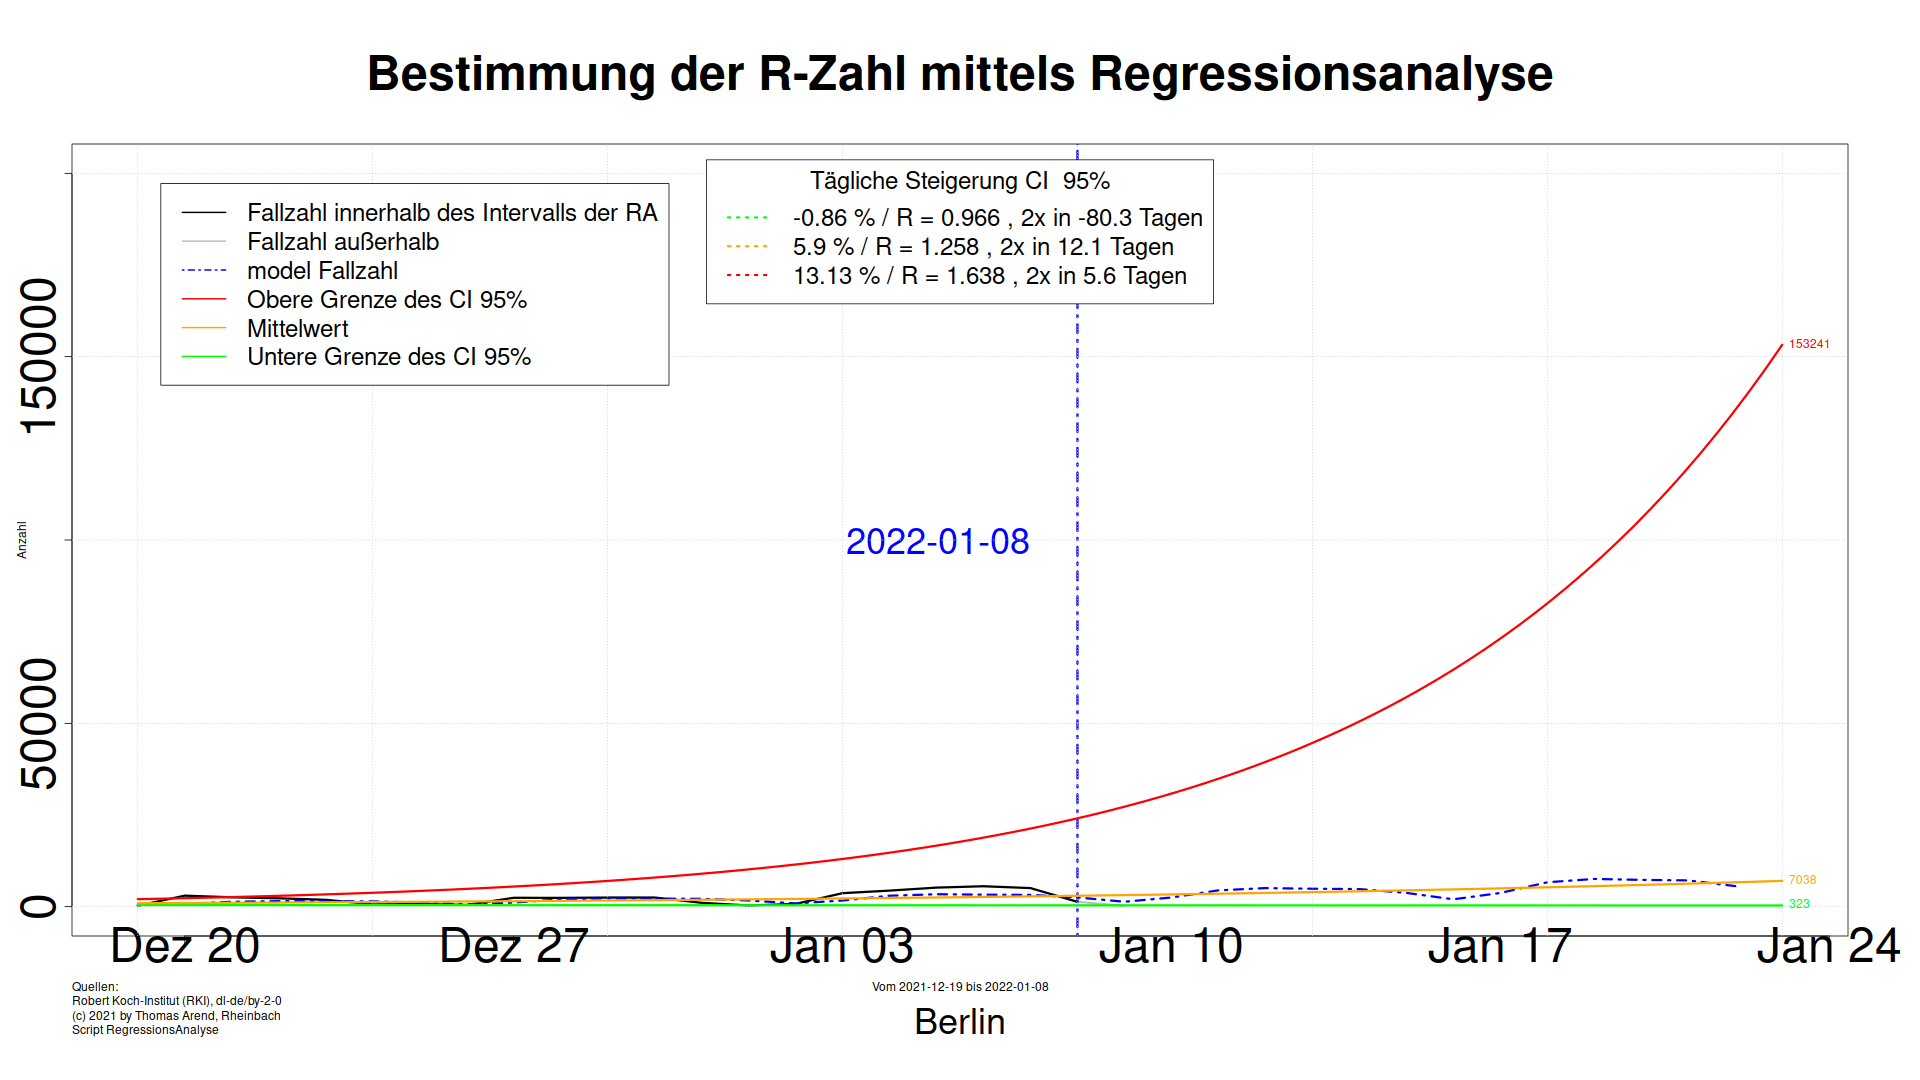 Bestimmung der R-Zahl mittels Regressionsanalyse
Fallzahl innerhalb des Intervalls der RA
Fallzahl außerhalb
model Fallzahl
Obere Grenze des CI 95%
Mittelwert
Untere Grenze des CI 95%
Tägliche Steigerung CI 95%
-0.86 % / R = 0.966 , 2x in -80.3 Tagen
5.9 % / R = 1.258 , 2x in 12.1 Tagen
13.13 % / R = 1.638 , 2x in 5.6 Tagen
150000
50000
0
Anzahl
2022-01-08
153241
7038
323
Dez 20
Dez 27
Jan 03
Jan 10
Jan 17
Jan 24
Quellen:
Robert Koch-Institut (RKI), dl-de/by-2-0
(c) 2021 by Thomas Arend, Rheinbach
Script RegressionsAnalyse
Vom 2021-12-19 bis 2022-01-08
Berlin